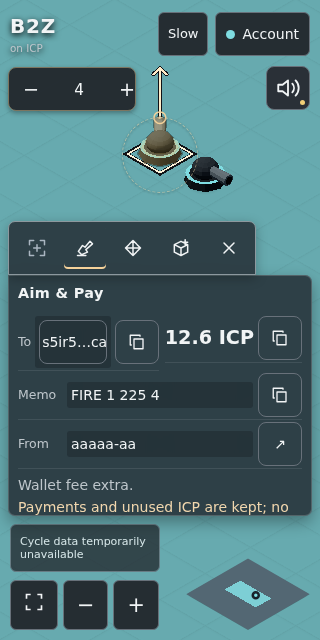 B2Z
on ICP
Slow
Account
− 4 +
Aim & Pay
To s5ir5...ca 12.6 ICP
Memo FIRE 1 225 4
From aaaaa-aa
Wallet fee extra.
Payments and unused ICP are kept; no
Cycle data temporarily
unavailable
− +